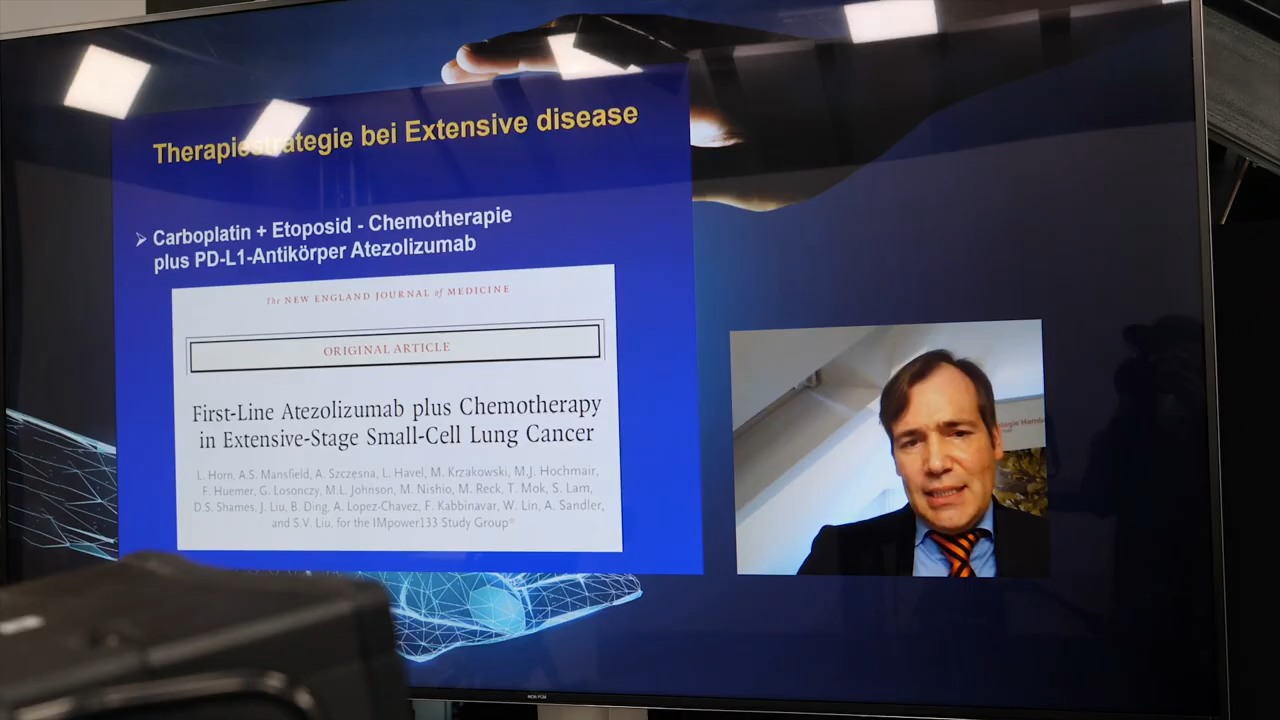 Therapiestrategie bei Extensive disease
➢ Carboplatin + Etoposid - Chemotherapie
plus PD-L1-Antikörper Atezolizumab
The NEW ENGLAND JOURNAL of MEDICINE
ORIGINAL ARTICLE
First-Line Atezolizumab plus Chemotherapy
in Extensive-Stage Small-Cell Lung Cancer
L. Horn, A.S. Mansfield, A. Szczęsna, L. Havel, M. Krzakowski, M.J. Hochmair,
F. Huemer, G. Losonczy, M.L. Johnson, M. Nishio, M. Reck, T. Mok, S. Lam,
D.S. Shames, J. Liu, B. Ding, A. Lopez-Chavez, F. Kabbinavar, W. Lin, A. Sandler,
and S.V. Liu, for the IMpower133 Study Group*